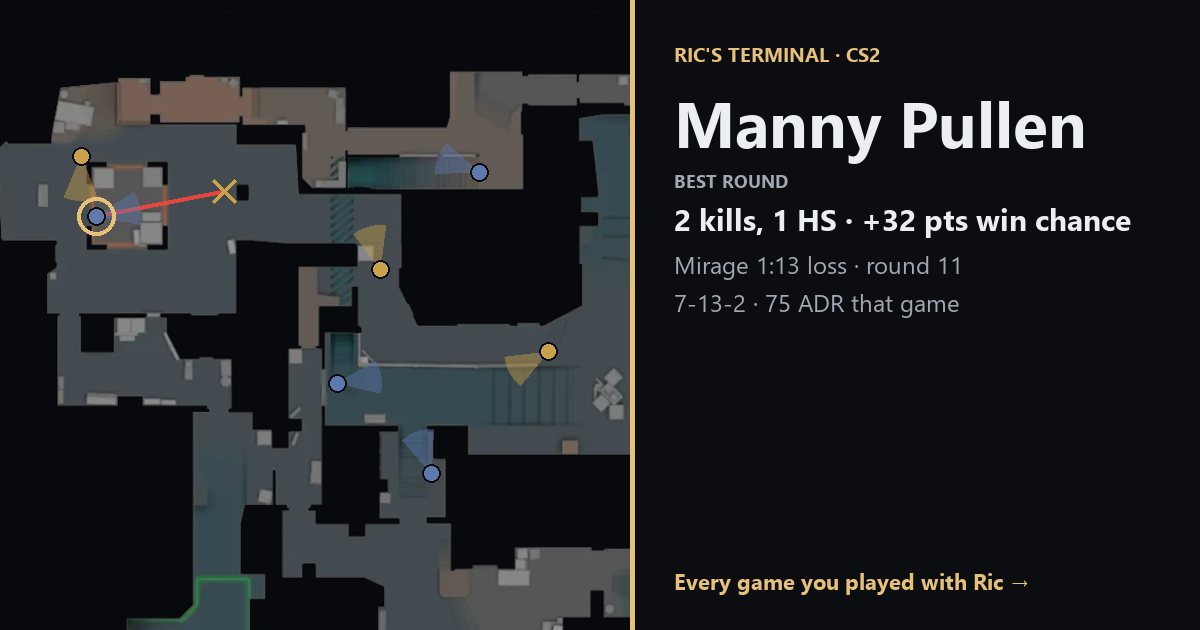 RIC'S TERMINAL · CS2
Manny Pullen
BEST ROUND
2 kills, 1 HS · +32 pts win chance
Mirage 1:13 loss · round 11
7-13-2 · 75 ADR that game
Every game you played with Ric →